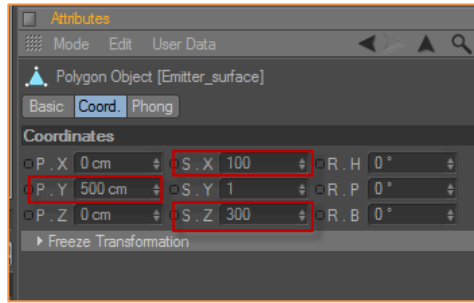 Attributes
Mode Edit User Data
Polygon Object [Emitter_surface]
Basic Coord. Phong
Coordinates
P . X 0 cm S . X 100 R . H 0 °
P . Y 500 cm S . Y 1 R . P 0 °
P . Z 0 cm S . Z 300 R . B 0 °
Freeze Transformation